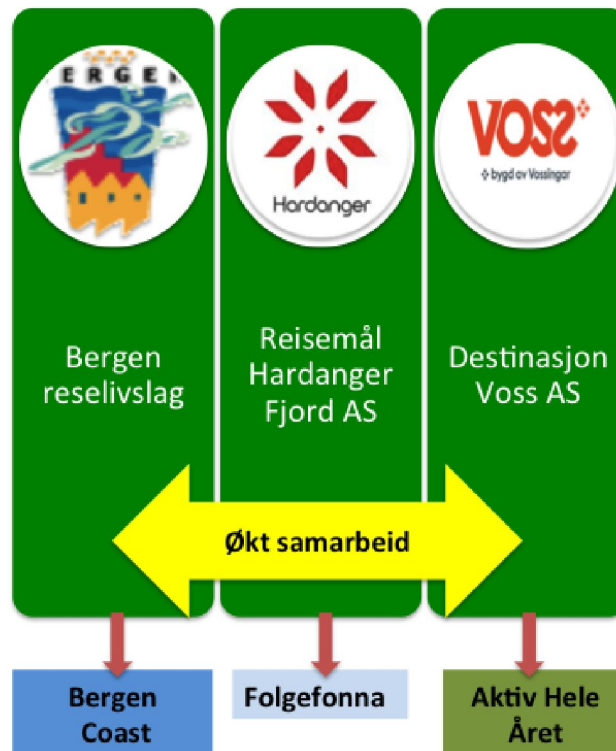 BERGEN
Hardanger
VOSS
bygd av Vossingar
Bergen
reselivslag
Reisemål
Hardanger
Fjord AS
Destinasjon
Voss AS
Økt samarbeid
Bergen
Coast
Folgefonna
Aktiv Hele
Året